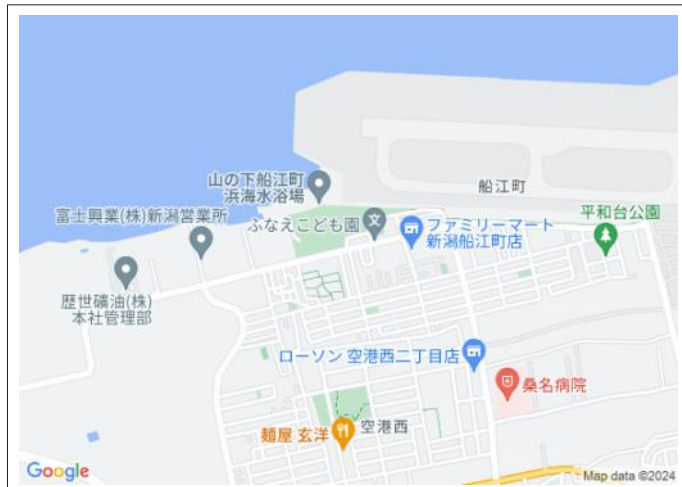 山の下船江町
浜海水浴場
船江町
平和台公園
富士興業(株)新潟営業所
ふなえこども園
ファミリーマート
新潟船江町店
歴世礦油(株)
本社管理部
ローソン 空港西二丁目店
桑名病院
麺屋 玄洋
空港西
Google
Map data ©2024